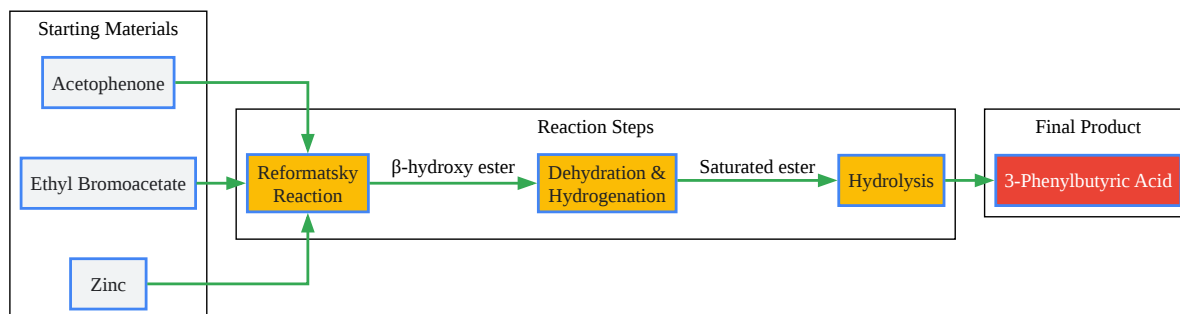 Starting Materials
Acetophenone
Ethyl Bromoacetate
Zinc
Reaction Steps
Reformatsky
Reaction
β-hydroxy ester
Dehydration &
Hydrogenation
Saturated ester
Hydrolysis
Final Product
3-Phenylbutyric Acid